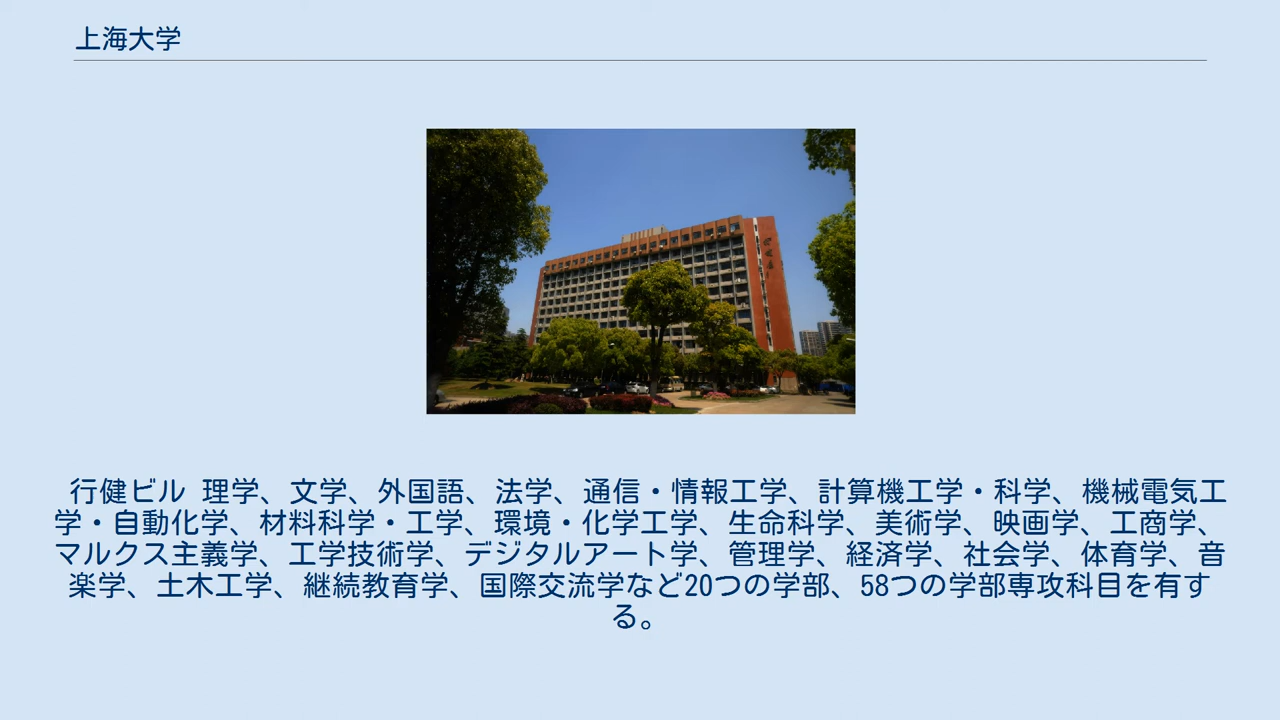 上海大学
行健ビル 理学、文学、外国語、法学、通信・情報工学、計算機工学・科学、機械電気工
学・自動化学、材料科学・工学、環境・化学工学、生命科学、美術学、映画学、工商学、
マルクス主義学、工学技術学、デジタルアート学、管理学、経済学、社会学、体育学、音
楽学、土木工学、継続教育学、国際交流学など20つの学部、58つの学部専攻科目を有す
る。